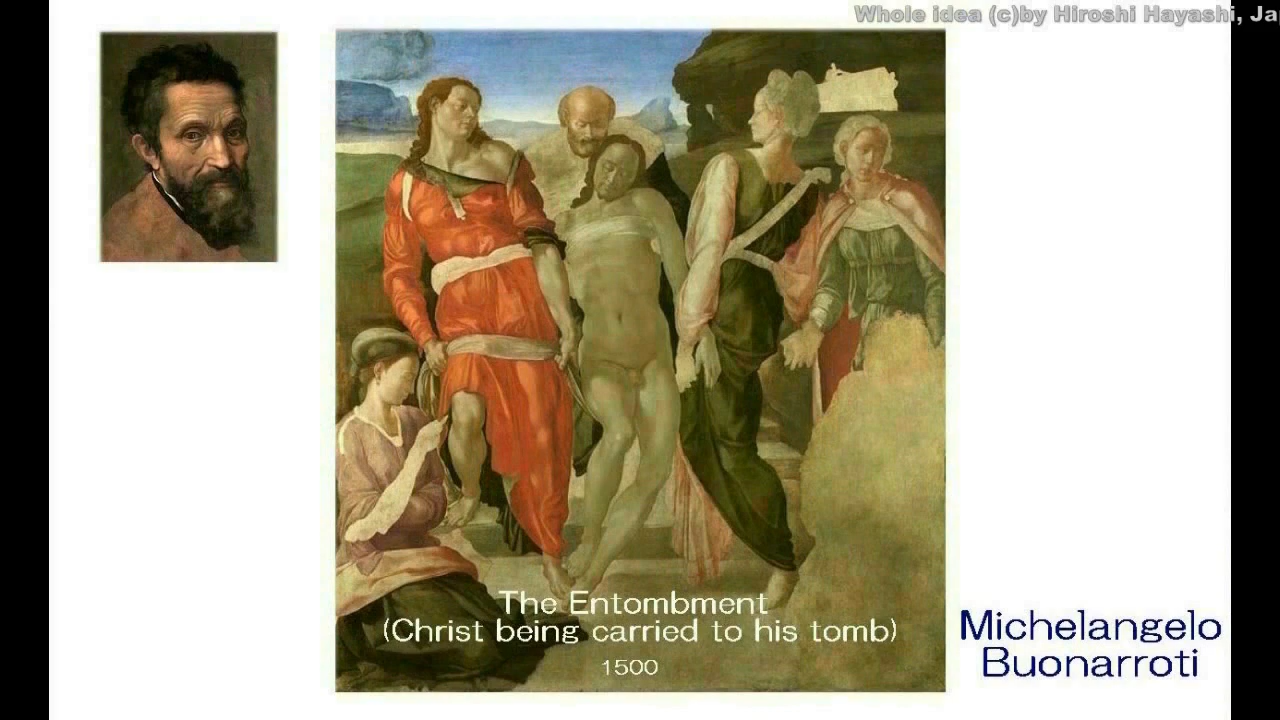 Whole idea (c)by Hiroshi Hayashi, Ja
The Entombment
(Christ being carried to his tomb)
1500
Michelangelo
Buonarroti